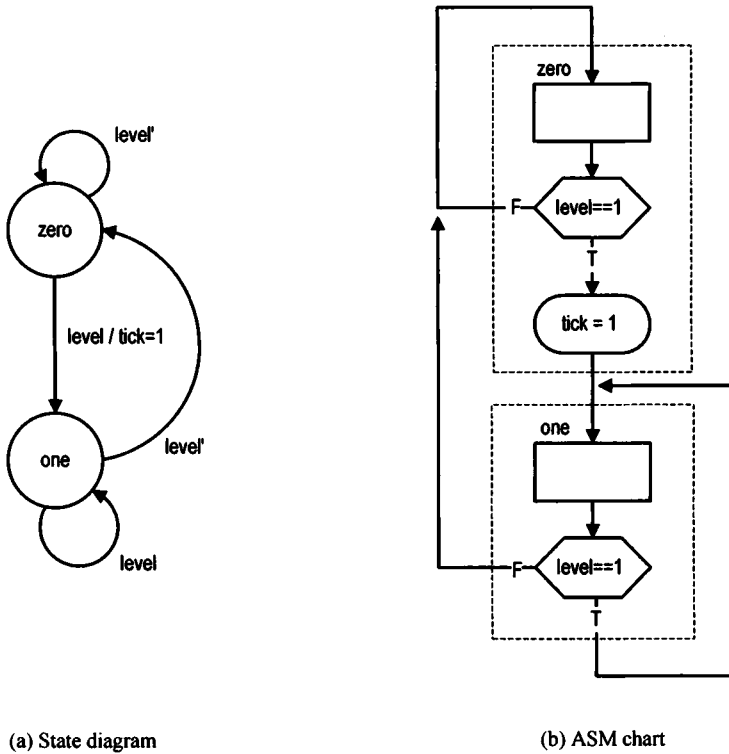 level'
zero
level / tick=1
one
level'
level
zero
level==1
F
T
tick = 1
one
level==1
F
T
(a) State diagram
(b) ASM chart